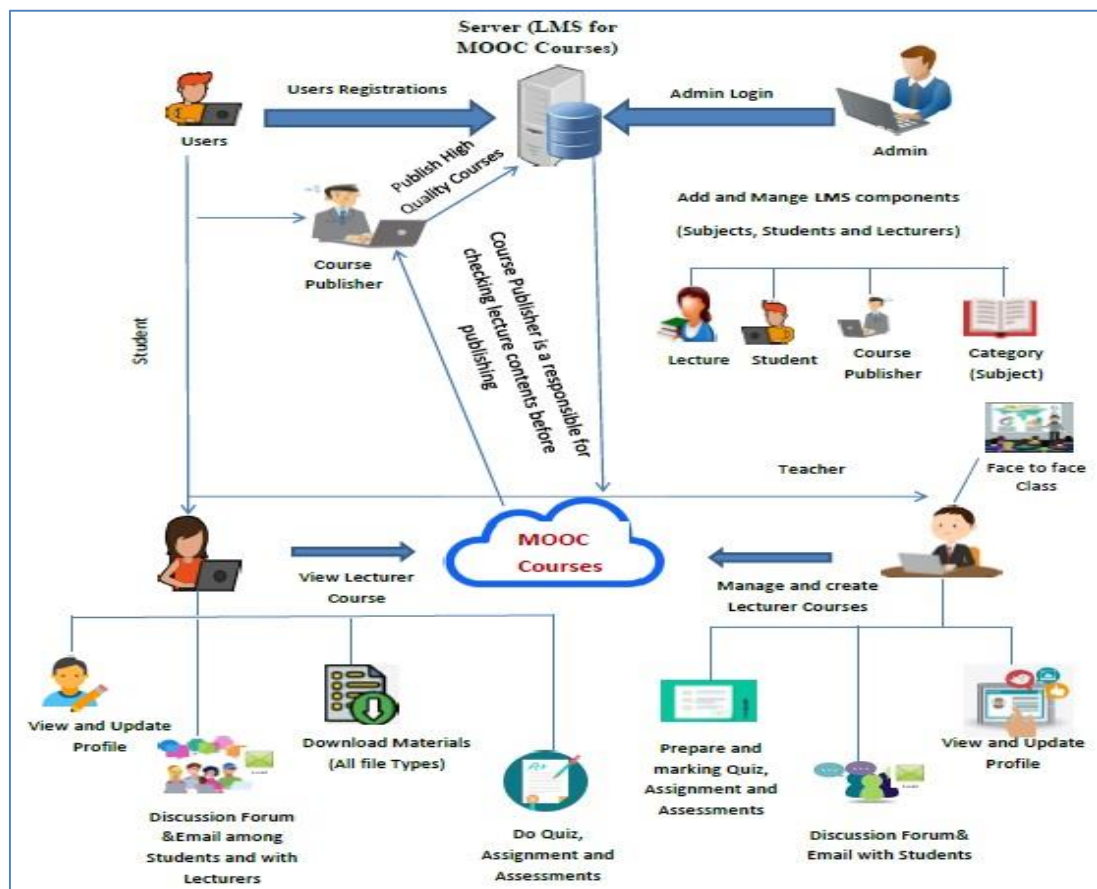 Server (LMS for
MOOC Courses)
Users Registrations
Admin Login
Users
Admin
Publish High
Quality Courses
Add and Mange LMS components
(Subjects, Students and Lecturers)
Course
Publisher
Course Publisher is a responsible for
checking lecture contents before
publishing
Student
Lecture
Student
Course
Publisher
Category
(Subject)
Teacher
Face to face
Class
MOOC
Courses
View Lecturer
Course
Manage and create
Lecturer Courses
View and Update
Profile
Download Materials
(All file Types)
Prepare and
marking Quiz,
Assignment and
Assessments
View and Update
Profile
Discussion Forum
&Email among
Students and with
Lecturers
A+
Do Quiz,
Assignment and
Assessments
Discussion Forum&
Email with Students